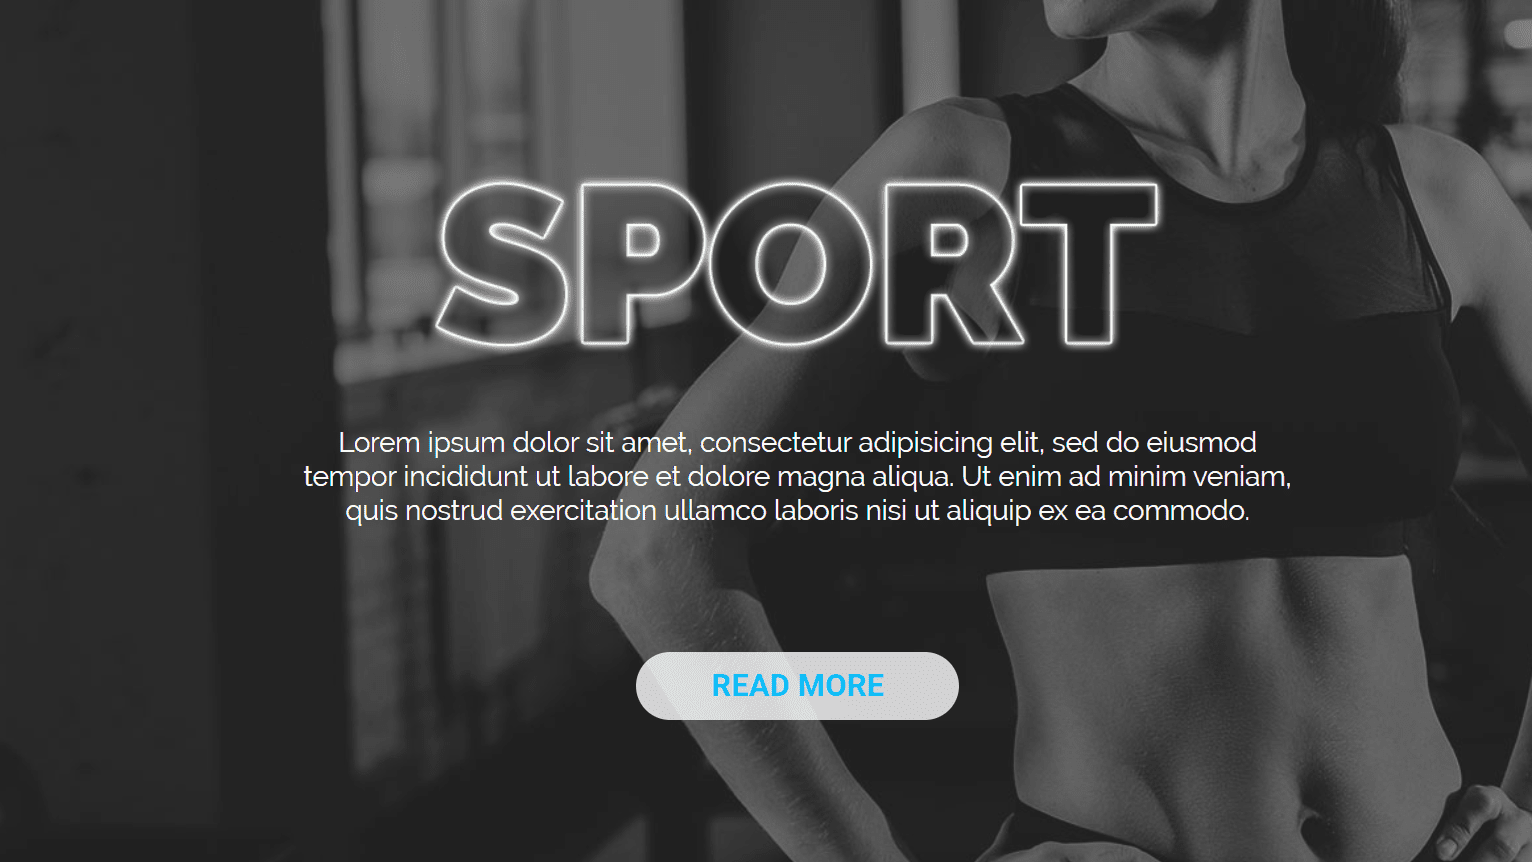 SPORT
Lorem ipsum dolor sit amet, consectetur adipisicing elit, sed do eiusmod
tempor incididunt ut labore et dolore magna aliqua. Ut enim ad minim veniam,
quis nostrud exercitation ullamco laboris nisi ut aliquip ex ea commodo.
READ MORE